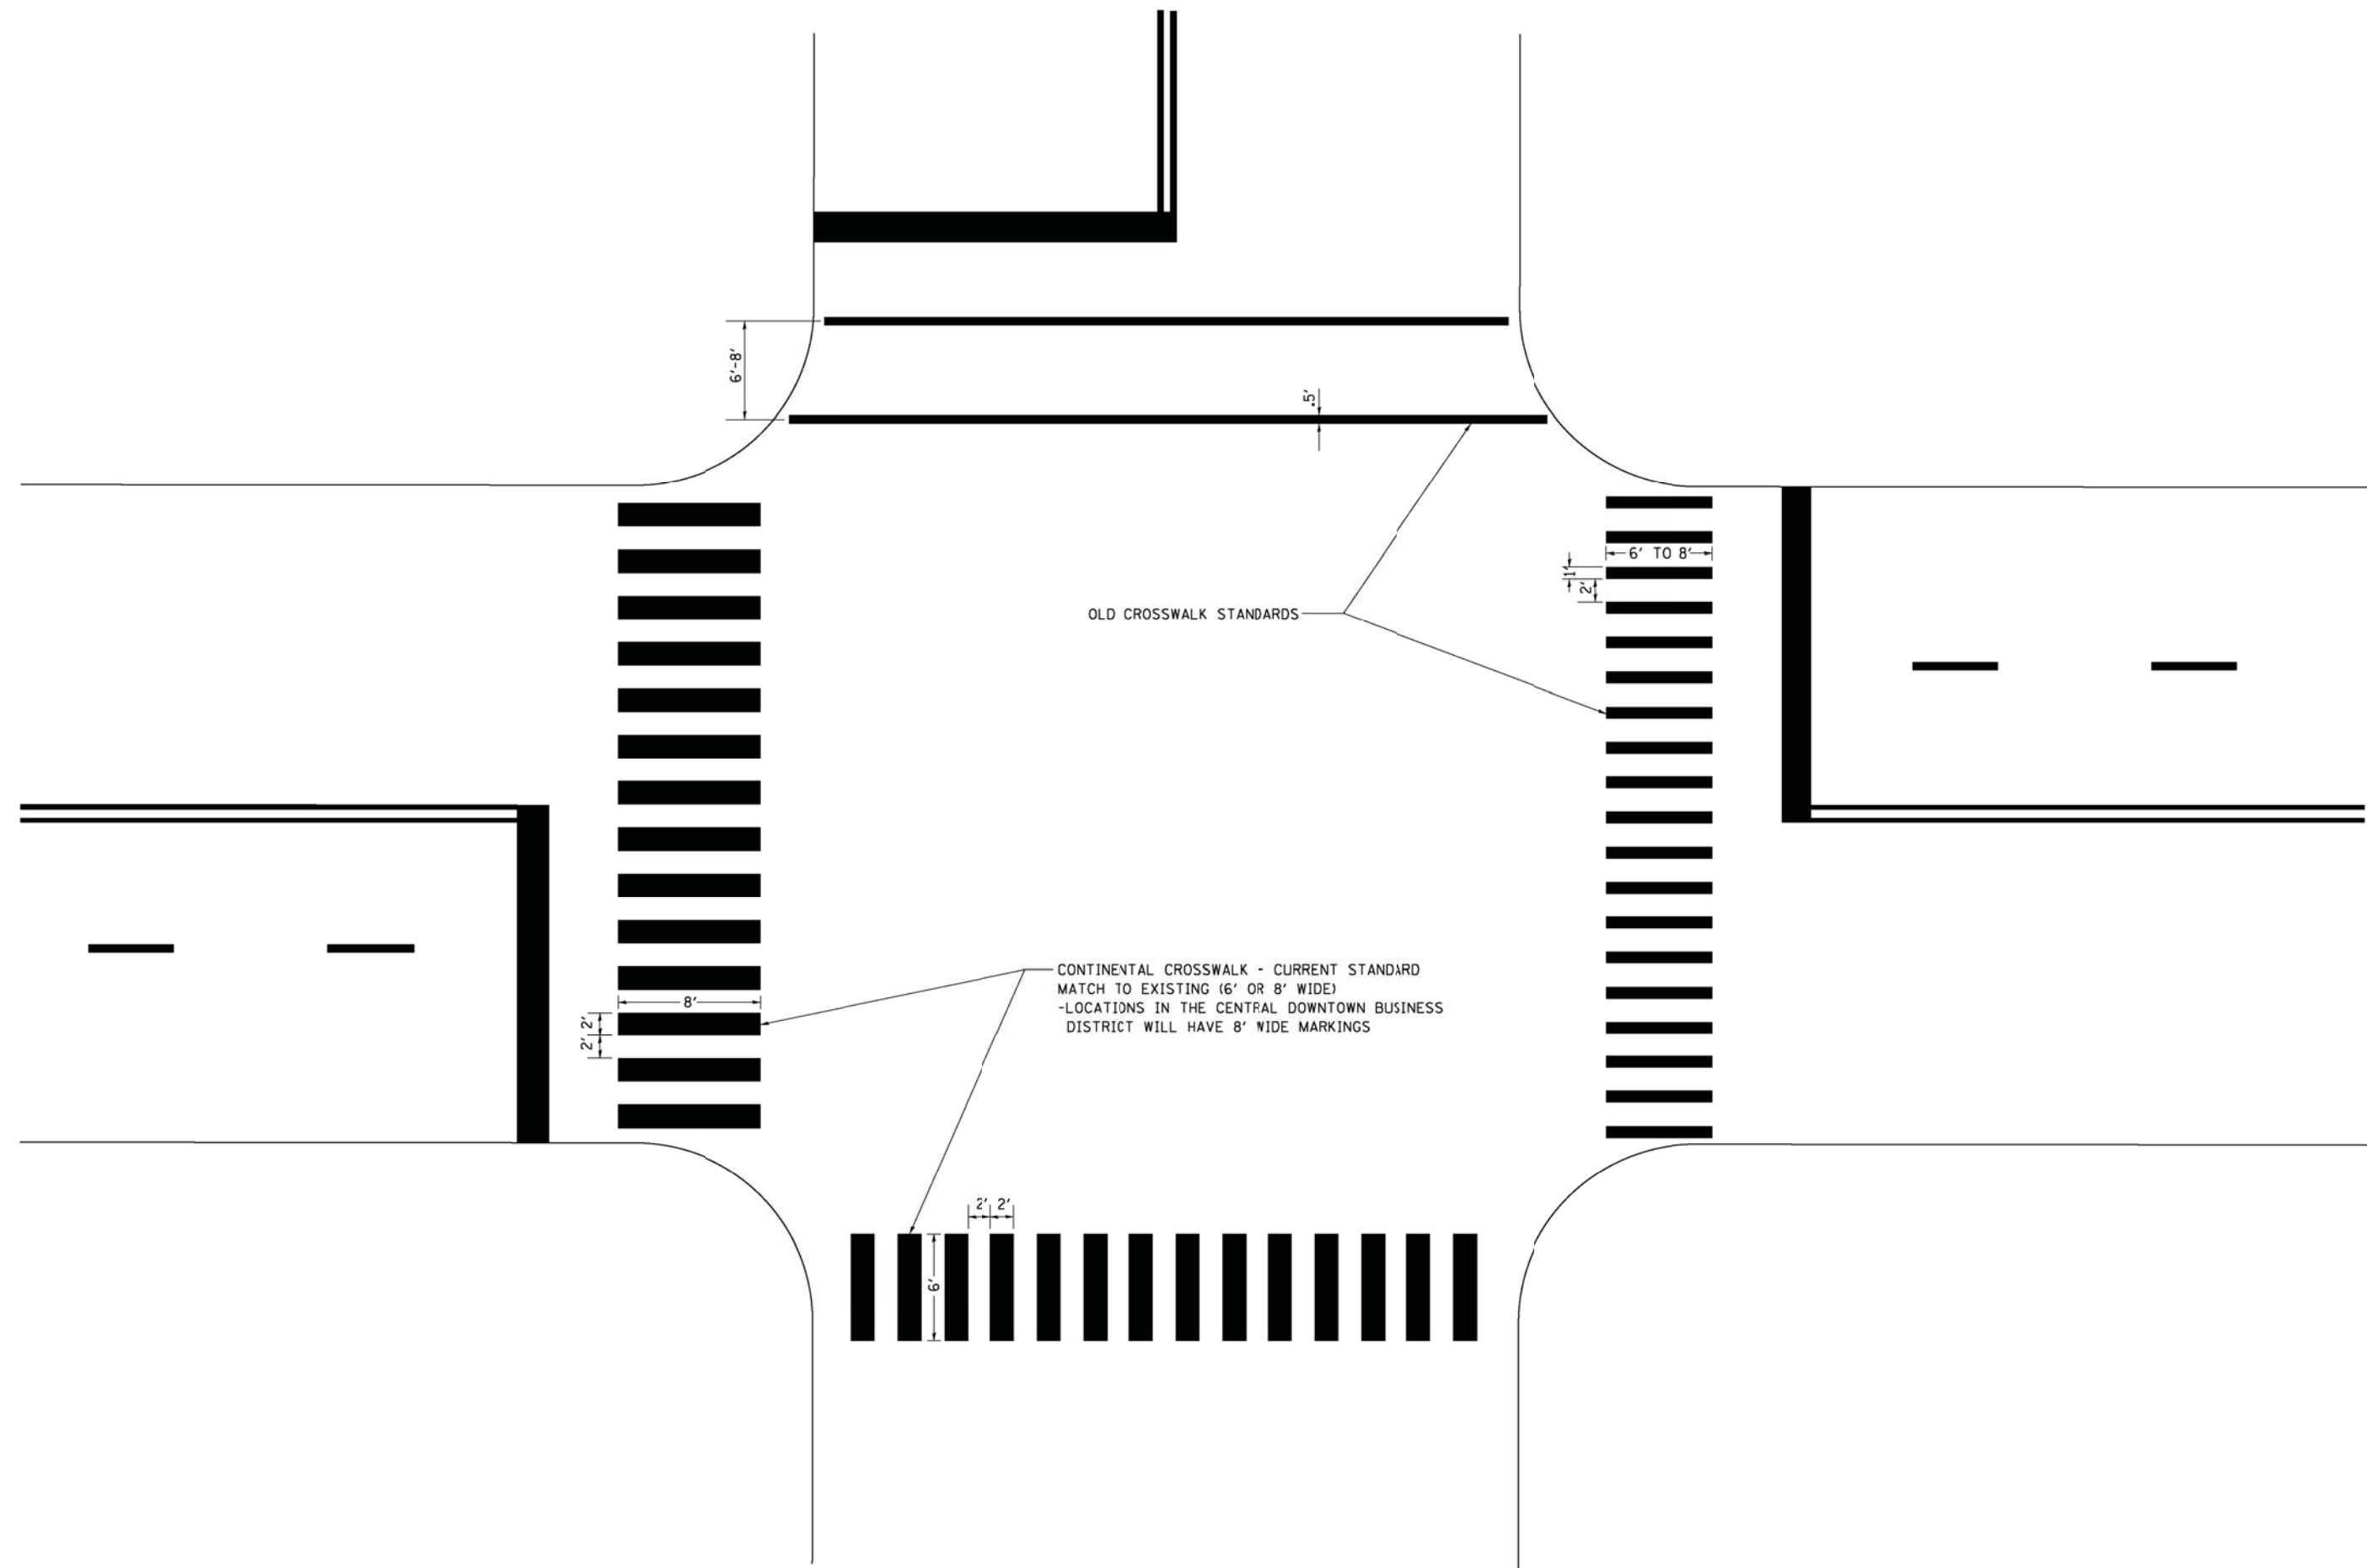 6'-8'
.5'
6' TO 8'
1'
2'
OLD CROSSWALK STANDARDS
CONTINENTAL CROSSWALK - CURRENT STANDARD
MATCH TO EXISTING (6' OR 8' WIDE)
-LOCATIONS IN THE CENTRAL DOWNTOWN BUSINESS
DISTRICT WILL HAVE 8' WIDE MARKINGS
8'
2'
2'
2' 2'
6'